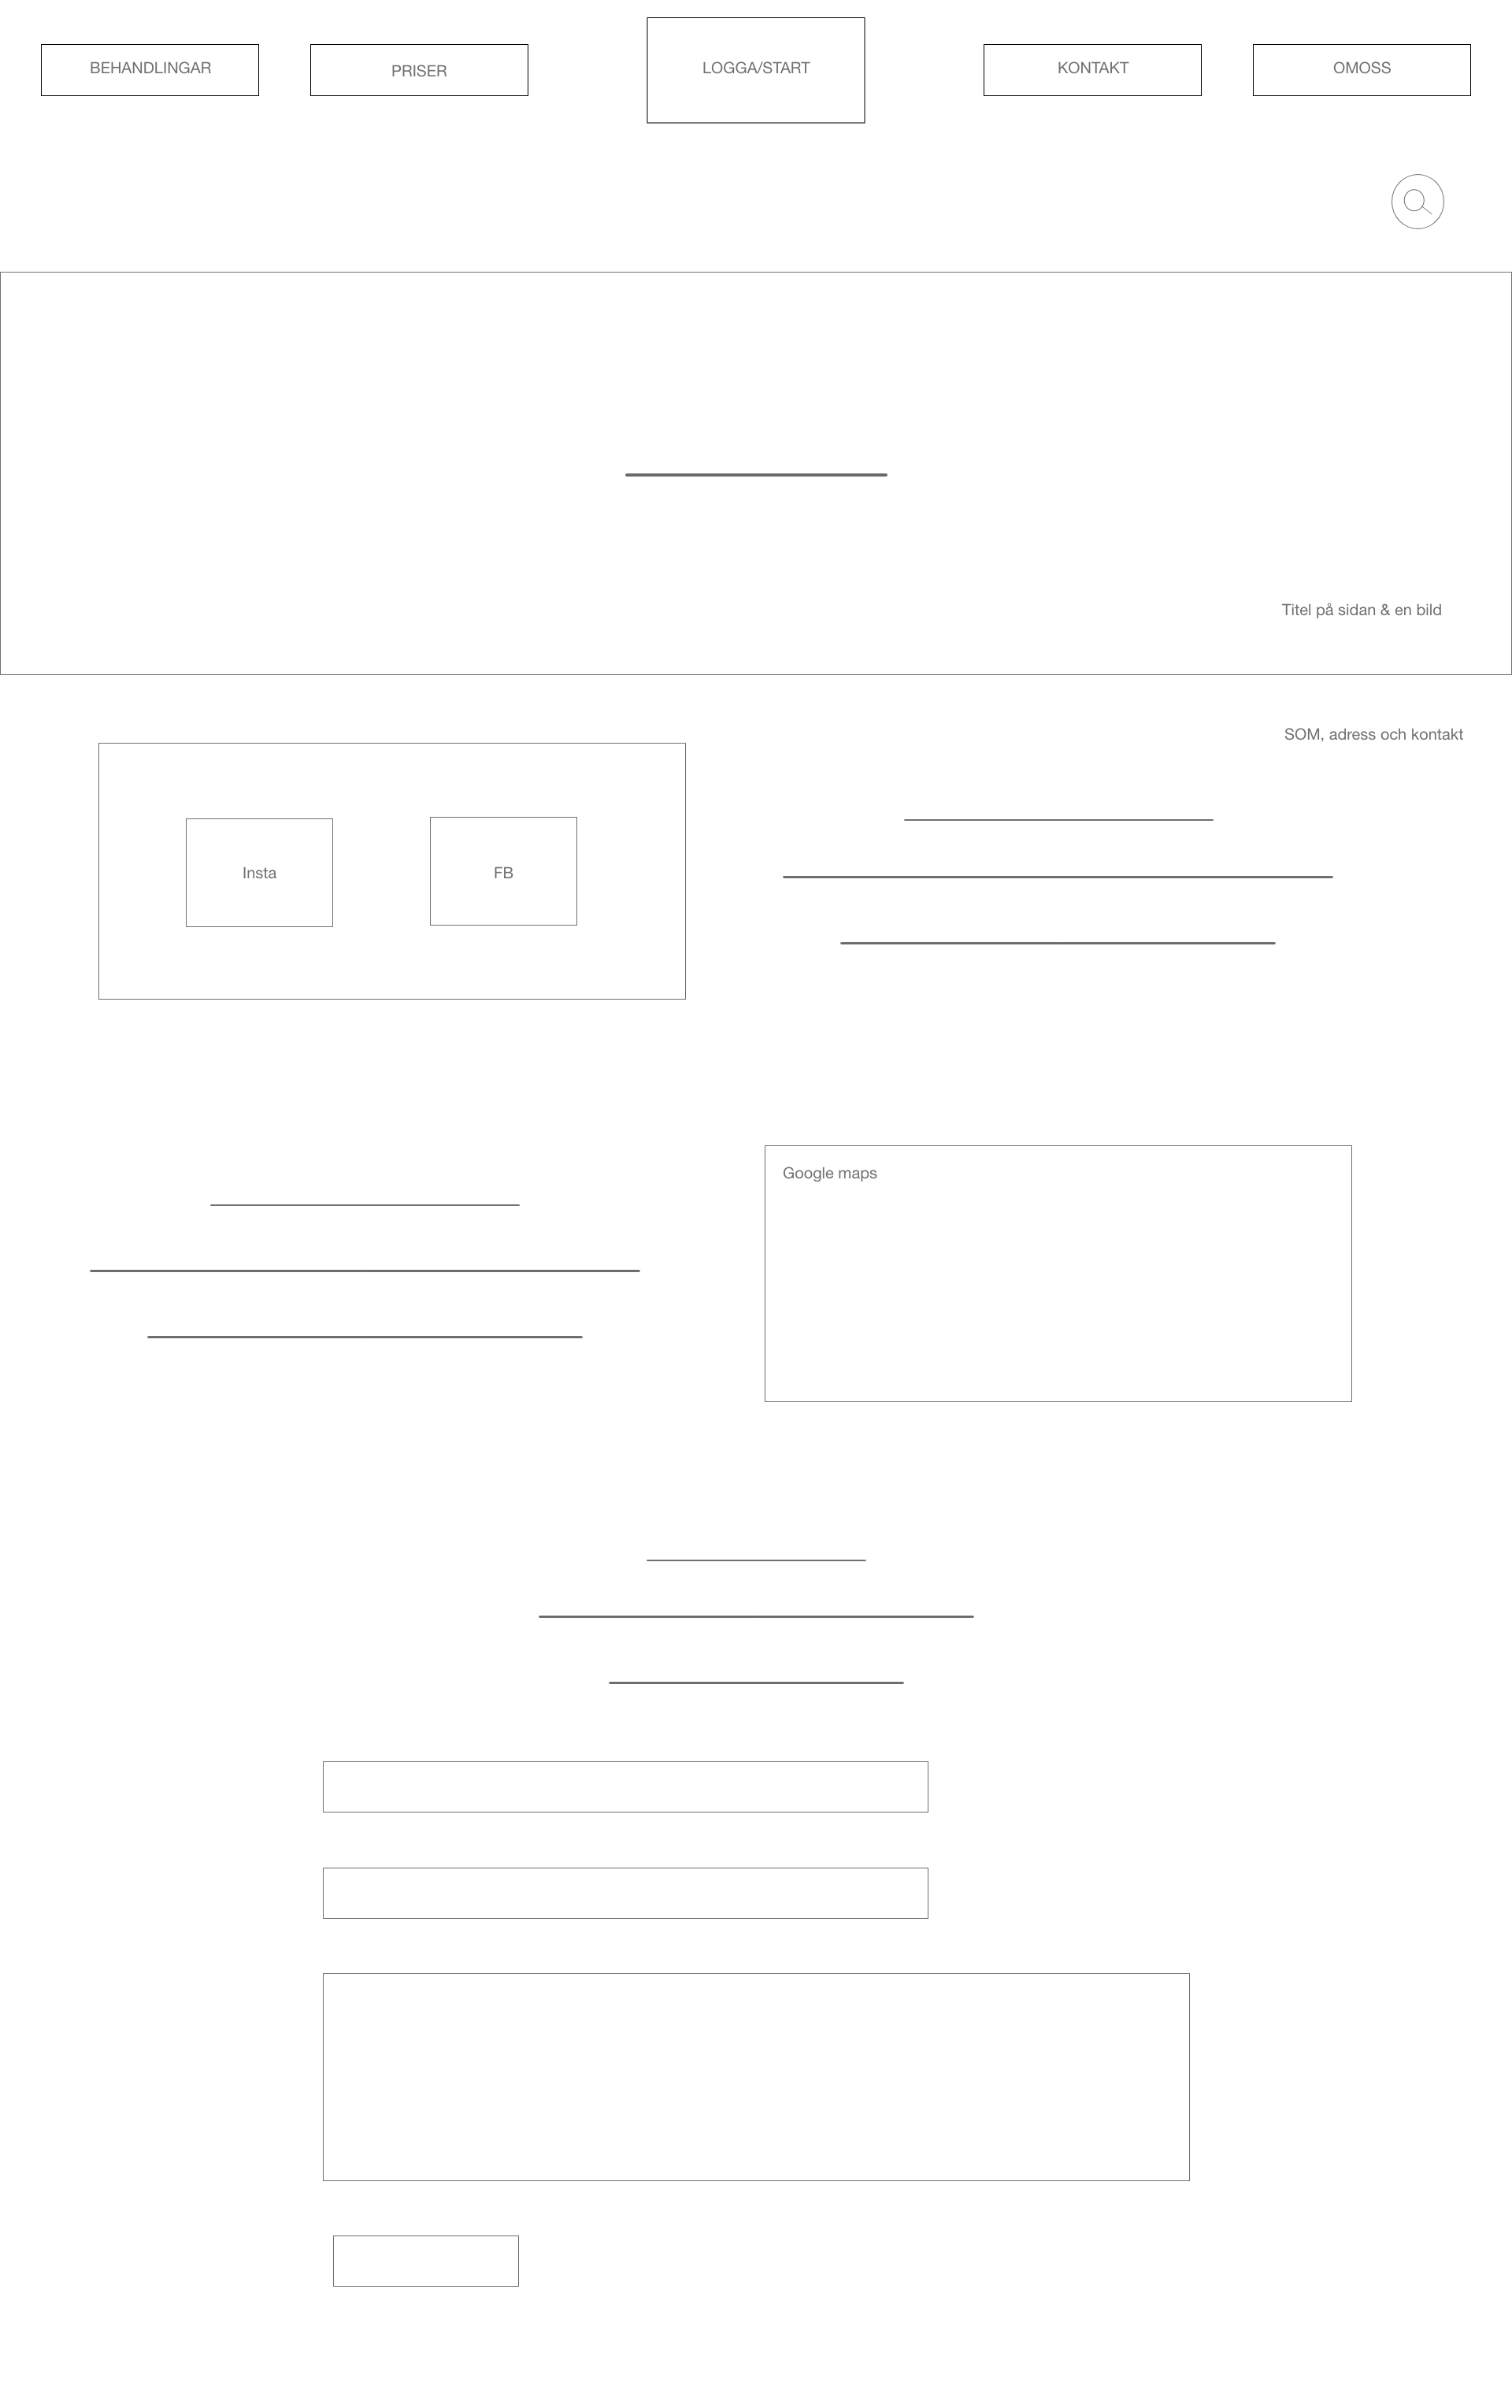 BEHANDLINGAR
PRISER
LOGGA/START
KONTAKT
OMOSS
Titel på sidan & en bild
SOM, adress och kontakt
Insta
FB
Google maps